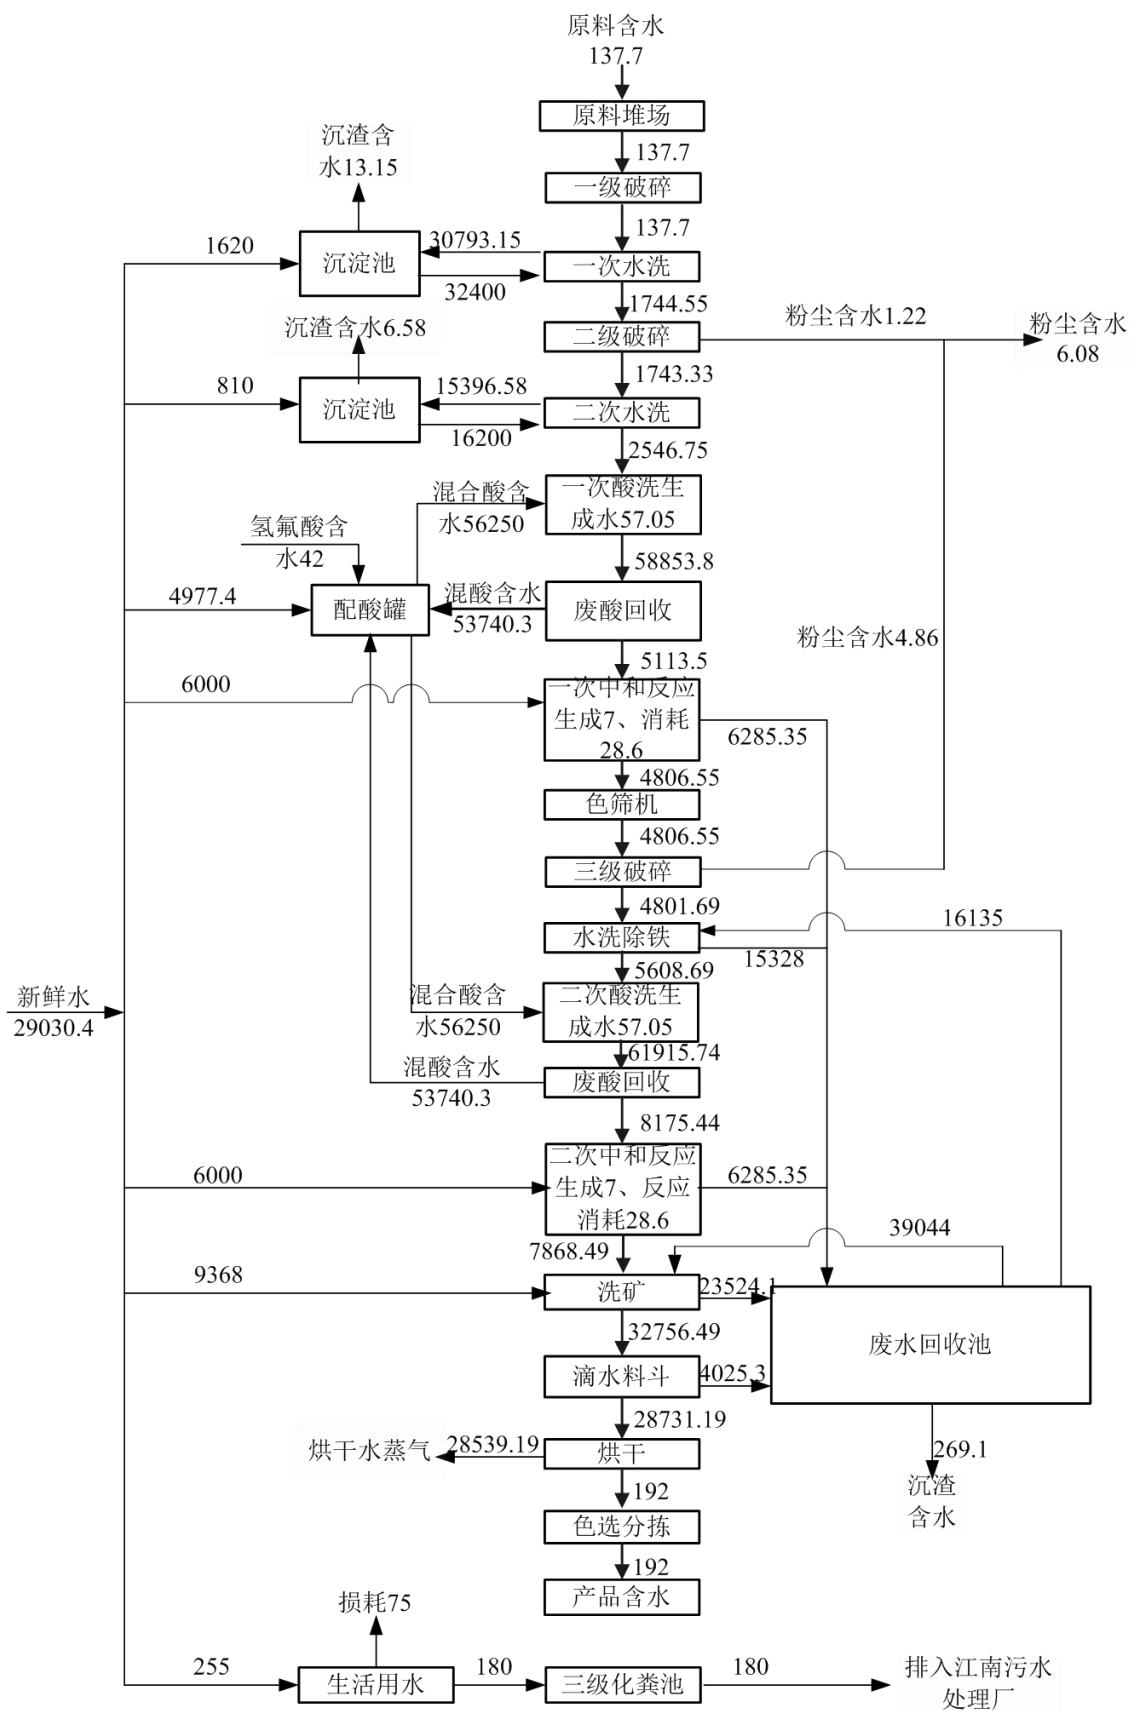 原料含水
137.7
原料堆场
137.7
一级破碎
137.7
沉渣含
水13.15
1620
沉淀池
30793.15
32400
一次水洗
1744.55
沉渣含水6.58
二级破碎
粉尘含水1.22
粉尘含水
6.08
1743.33
810
沉淀池
15396.58
16200
二次水洗
2546.75
混合酸含
水56250
一次酸洗生
成水57.05
氢氟酸含
水42
58853.8
4977.4
配酸罐
混酸含水
53740.3
废酸回收
粉尘含水4.86
5113.5
6000
一次中和反应
生成7、消耗
28.6
6285.35
4806.55
色筛机
4806.55
三级破碎
4801.69
16135
水洗除铁
15328
5608.69
新鲜水
29030.4
混合酸含
水56250
二次酸洗生
成水57.05
61915.74
混酸含水
53740.3
废酸回收
8175.44
6000
二次中和反应
生成7、反应
消耗28.6
6285.35
7868.49
39044
9368
洗矿
23524.1
废水回收池
32756.49
滴水料斗
4025.3
28731.19
烘干水蒸气
28539.19
烘干
269.1
沉渣
含水
192
色选分拣
192
产品含水
损耗75
255
生活用水
180
三级化粪池
180
排入江南污水
处理厂